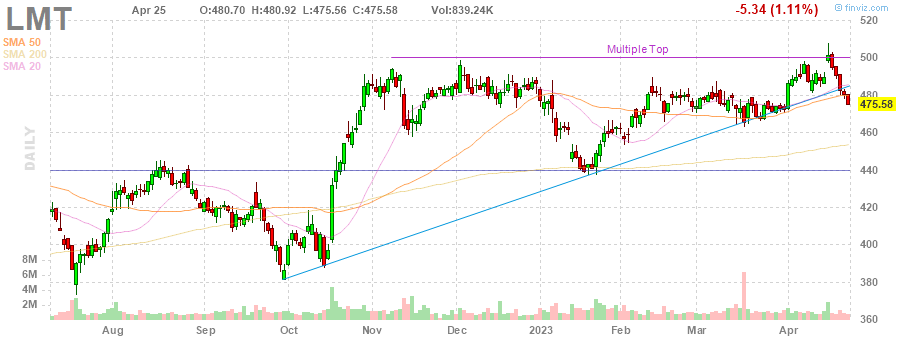 LMT Apr 25 O:480.70 H:480.92 L:475.56 C:475.58 Vol:839.24K -5.34 (1.11%) finviz.com
SMA 50
SMA 200
SMA 20
DAILY
Multiple Top
520
500
480
475.58
460
440
420
400
380
360
8M
6M
4M
2M
Aug Sep Oct Nov Dec 2023 Feb Mar Apr